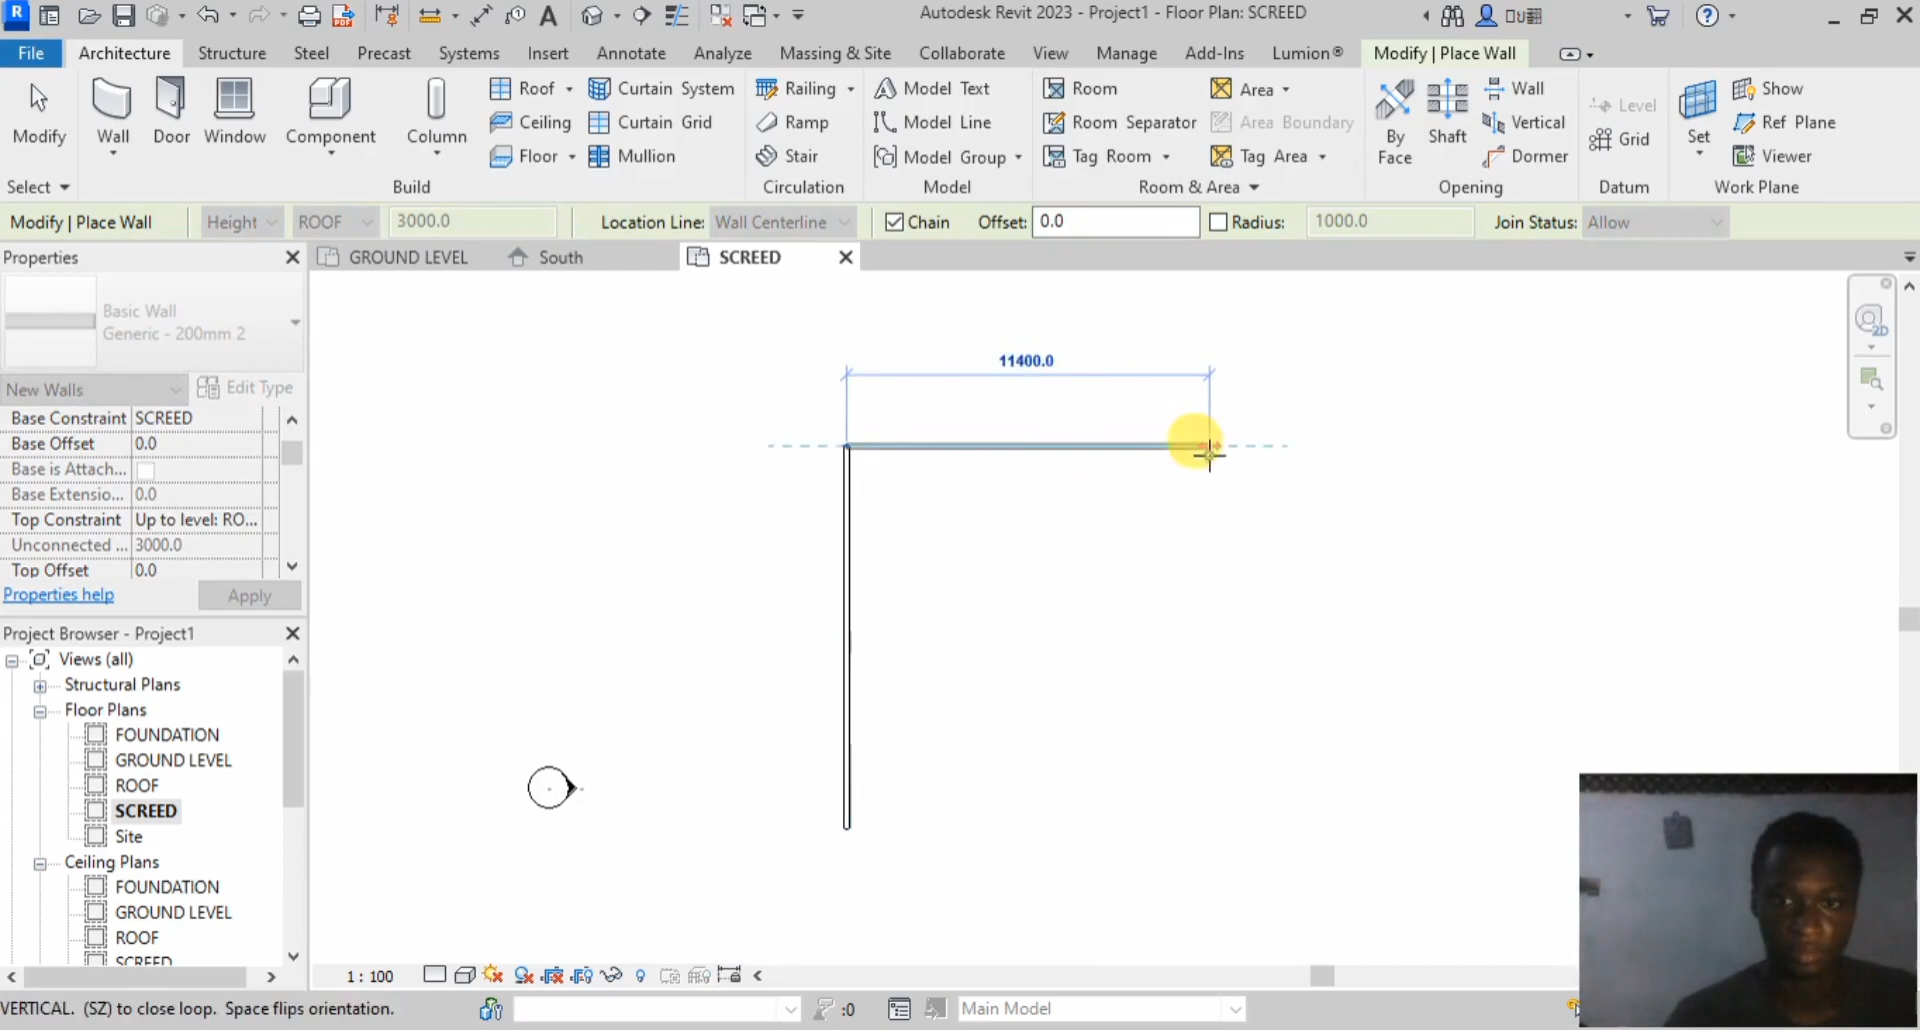 R
Autodesk Revit 2023 - Project1 - Floor Plan: SCREED
File Architecture Structure Steel Precast Systems Insert Annotate Analyze Massing & Site Collaborate View Manage Add-Ins Lumion® Modify | Place Wall
Modify
Wall
Door
Window
Component
Column
Roof
Ceiling
Floor
Curtain System
Curtain Grid
Mullion
Railing
Ramp
Stair
Model Text
Model Line
Model Group
Room
Room Separator
Tag Room
Area
Area Boundary
Tag Area
By
Face
Shaft
Wall
Vertical
Dormer
Level
Grid
Set
Show
Ref Plane
Viewer
Select Build Circulation Model Room & Area Opening Datum Work Plane
Modify | Place Wall Height ROOF 3000.0 Location Line: Wall Centerline Chain Offset: 0.0 Radius: 1000.0 Join Status: Allow
Properties
GROUND LEVEL South SCREED
2D
Basic Wall
Generic - 200mm 2
New Walls Edit Type
Base Constraint SCREED
Base Offset 0.0
Base is Attach...
Base Extensio... 0.0
Top Constraint Up to level: RO...
Unconnected ... 3000.0
Top Offset 0.0
Properties help Apply
11400.0
Project Browser - Project1
Views (all)
Structural Plans
Floor Plans
FOUNDATION
GROUND LEVEL
ROOF
SCREED
Site
Ceiling Plans
FOUNDATION
GROUND LEVEL
ROOF
SCREED
1 : 100
VERTICAL. (SZ) to close loop. Space flips orientation.
:0
Main Model